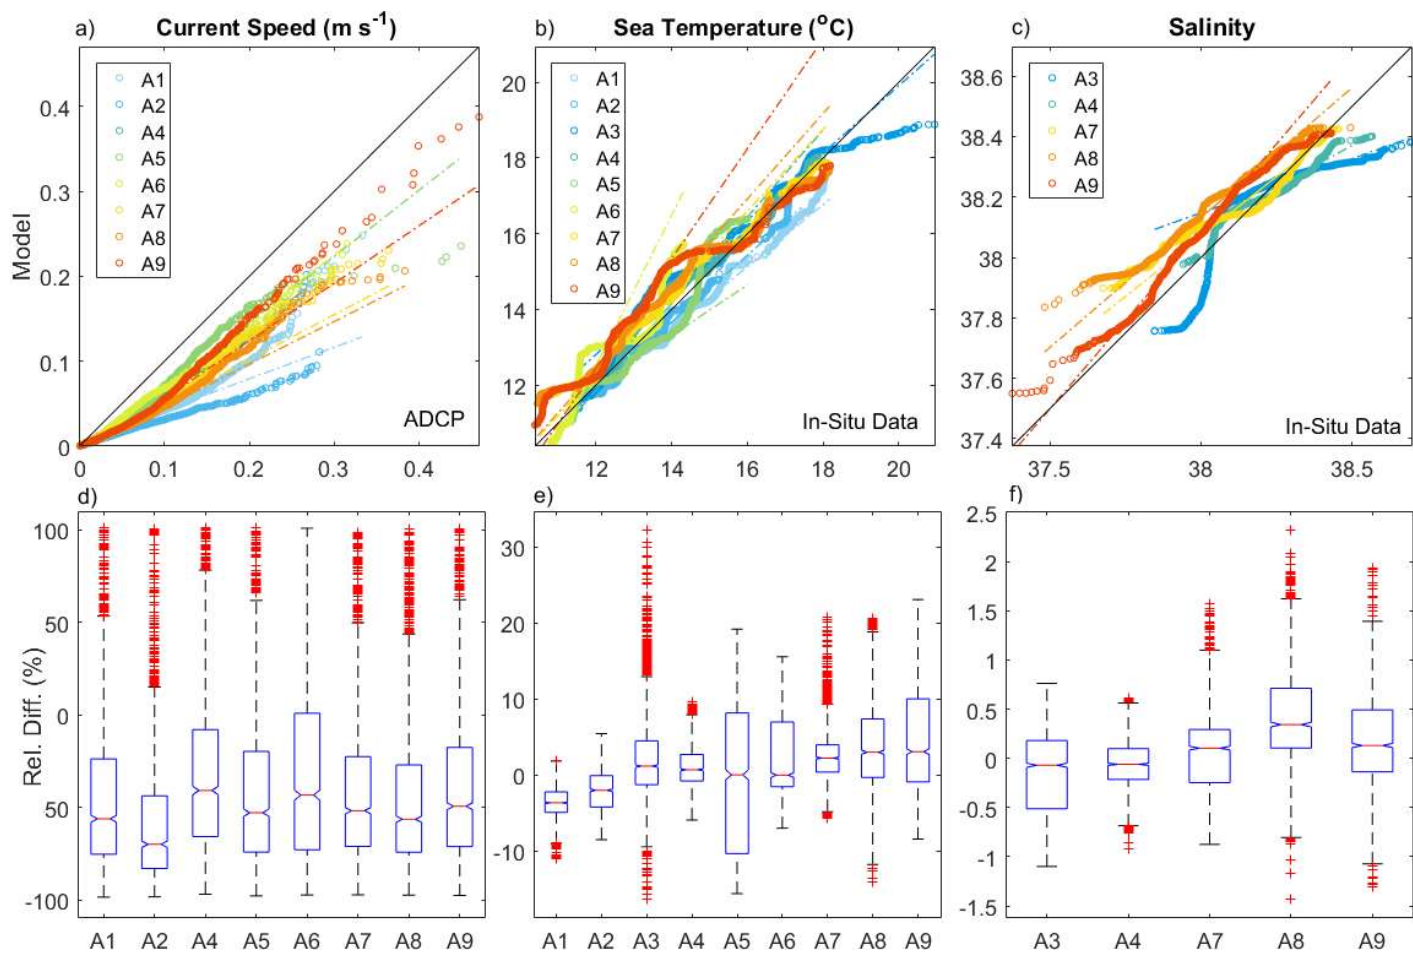 a) Current Speed (m s-1)
b) Sea Temperature (oC)
c) Salinity
Model
0.4
0.3
0.2
0.1
0
A1
A2
A4
A5
A6
A7
A8
A9
ADCP
0 0.1 0.2 0.3 0.4
20
18
16
14
12
A1
A2
A3
A4
A5
A6
A7
A8
A9
In-Situ Data
12 14 16 18 20
38.6
38.4
38.2
38
37.8
37.6
37.4
A3
A4
A7
A8
A9
In-Situ Data
37.5 38 38.5
d)
Rel. Diff. (%)
100
50
0
50
-100
A1 A2 A4 A5 A6 A7 A8 A9
e)
30
20
10
0
-10
A1 A2 A3 A4 A5 A6 A7 A8 A9
f)
2.5
2
1.5
1
0.5
0
-0.5
-1
-1.5
A3 A4 A7 A8 A9